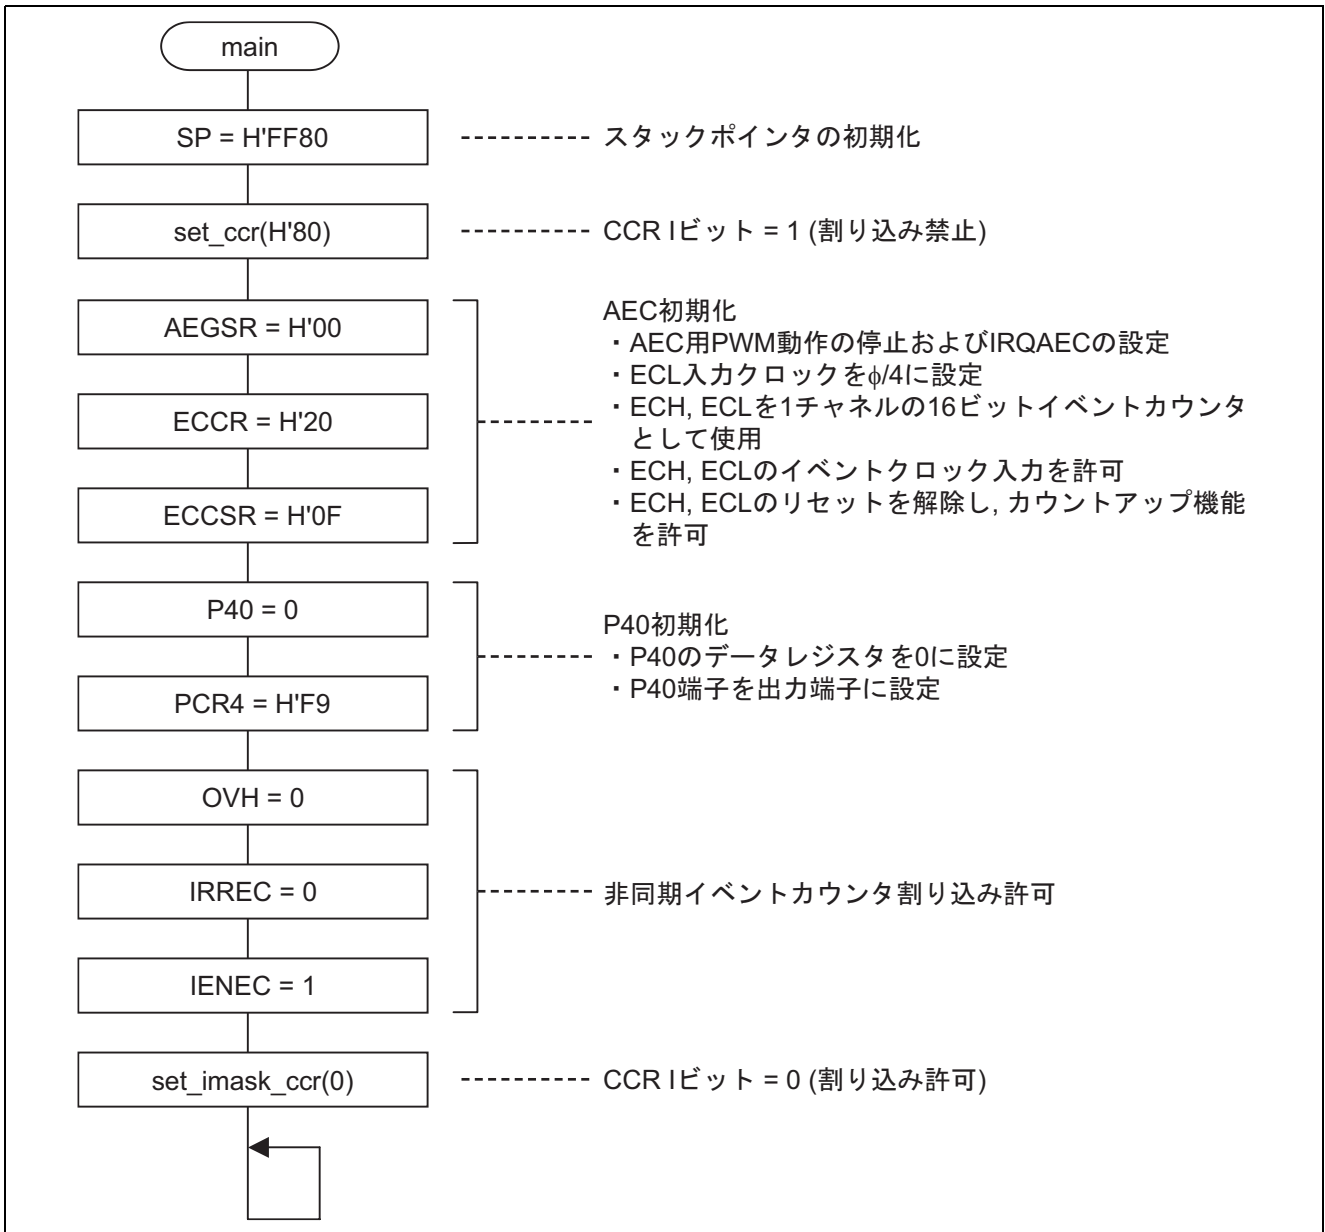 main
SP = H'FF80
スタックポインタの初期化
set_ccr(H'80)
CCR Iビット = 1 (割り込み禁止)
AEGSR = H'00
ECCR = H'20
ECCSR = H'0F
AEC初期化
・AEC用PWM動作の停止およびIRQAECの設定
・ECL入力クロックをϕ/4に設定
・ECH, ECLを1チャネルの16ビットイベントカウンタ
として使用
・ECH, ECLのイベントクロック入力を許可
・ECH, ECLのリセットを解除し, カウントアップ機能
を許可
P40 = 0
PCR4 = H'F9
P40初期化
・P40のデータレジスタを0に設定
・P40端子を出力端子に設定
OVH = 0
IRREC = 0
IENEC = 1
非同期イベントカウンタ割り込み許可
set_imask_ccr(0)
CCR Iビット = 0 (割り込み許可)